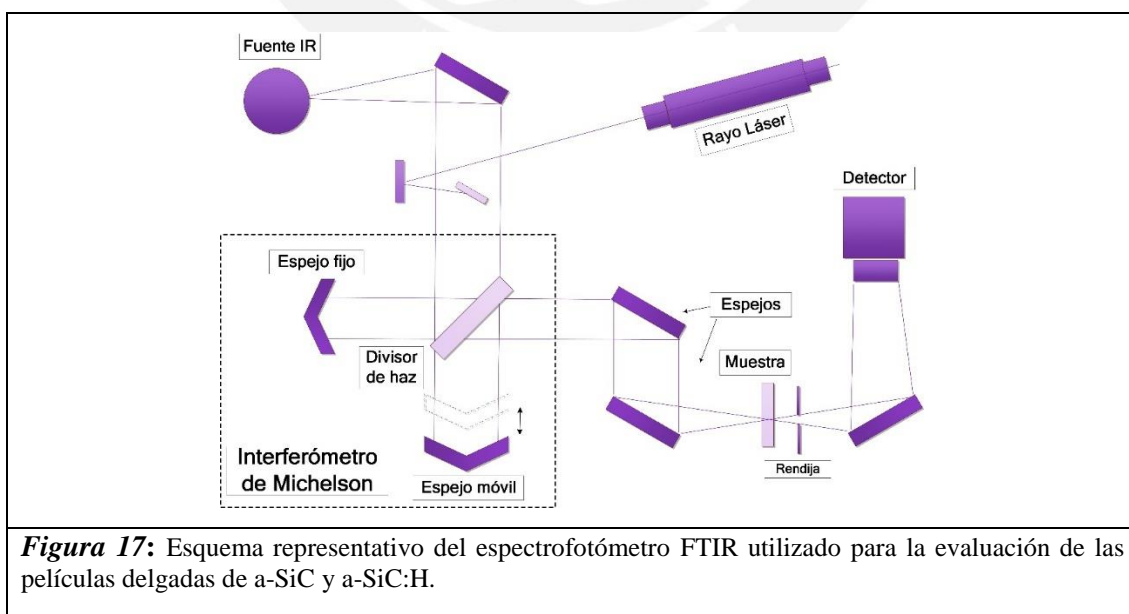 Fuente IR
Rayo Láser
Detector
Espejo fijo
Espejos
Divisor
de haz
Muestra
Interferómetro
de Michelson
Espejo móvil
Rendija
Figura 17: Esquema representativo del espectrofotómetro FTIR utilizado para la evaluación de las
películas delgadas de a-SiC y a-SiC:H.